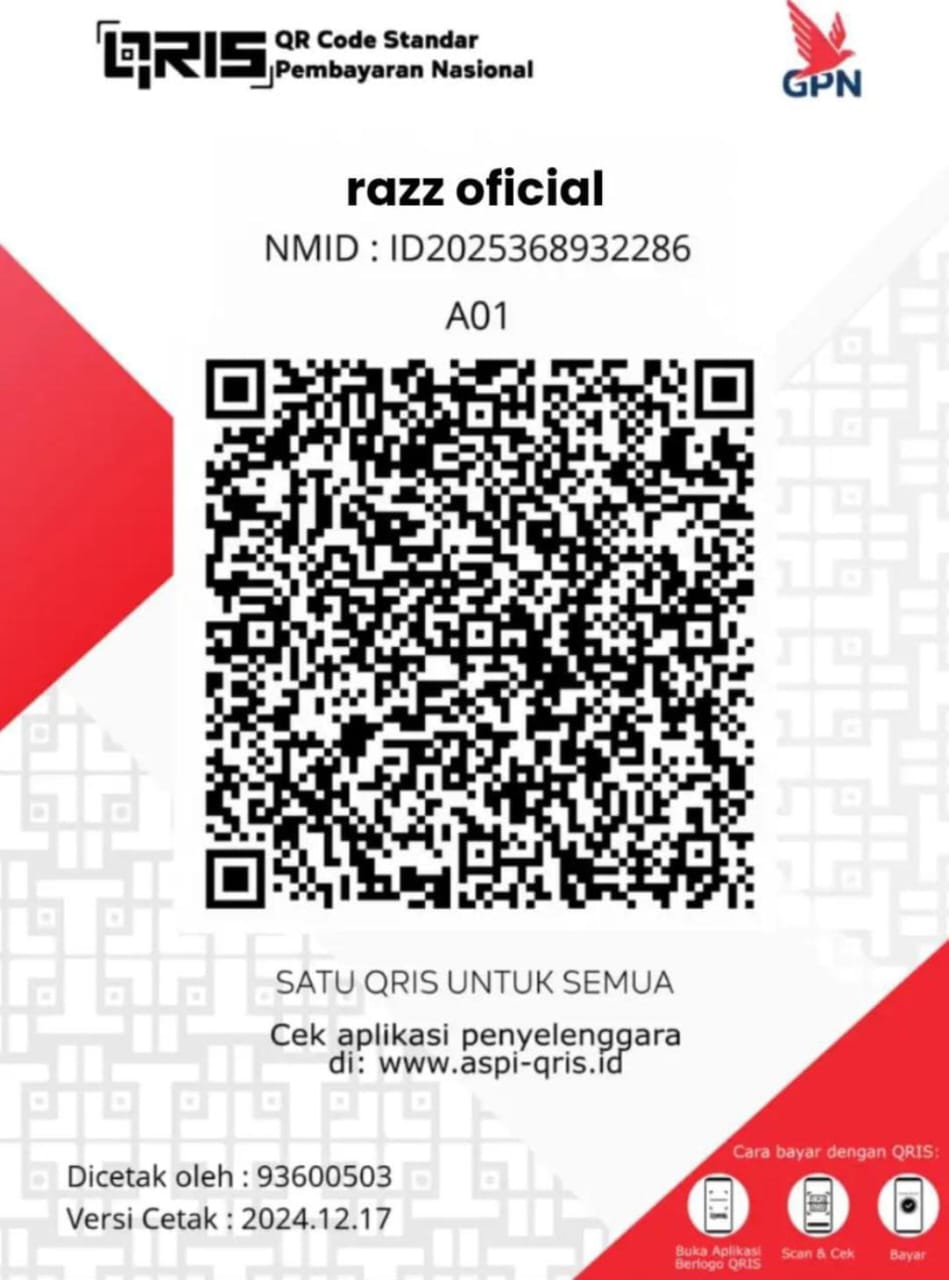 QRIS QR Code Standar
Pembayaran Nasional
GPN
razz oficial
NMID : ID2025368932286
A01
SATU QRIS UNTUK SEMUA
Cek aplikasi penyelenggara
di: www.aspi-qris.id
Dicetak oleh : 93600503
Versi Cetak : 2024.12.17
Cara bayar dengan QRIS:
Buka Aplikasi
Berlogo QRIS
Scan & Cek
Bayar